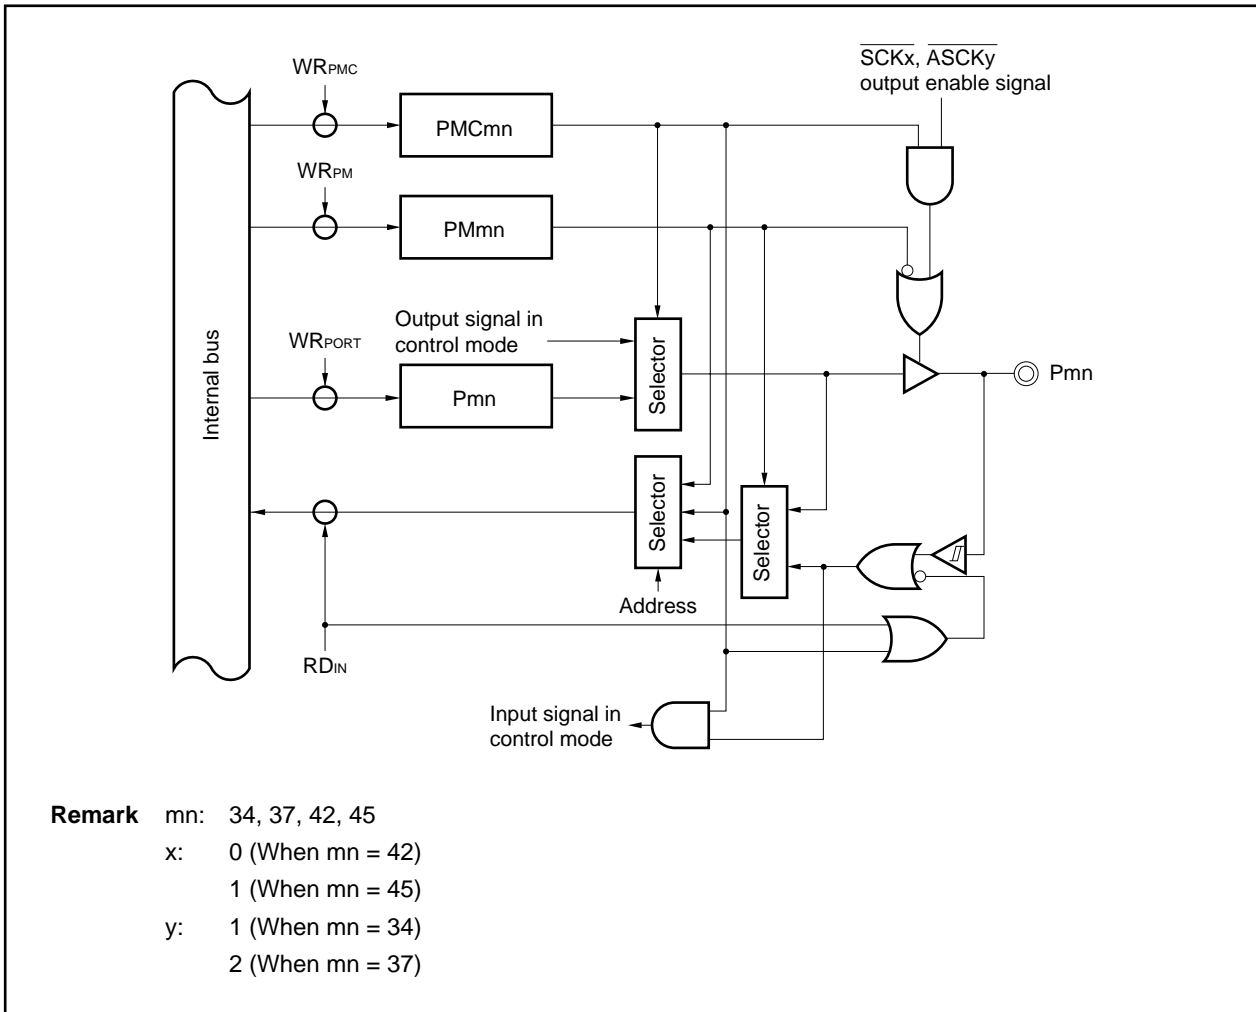 WRPMC
SCKx, ASCKy
output enable signal
PMCmn
WRPM
PMmn
Internal bus
Output signal in
control mode
WRPORT
Pmn
Selector
Pmn
Selector
Selector
Address
RDIN
Input signal in
control mode
Remark mn: 34, 37, 42, 45
x: 0 (When mn = 42)
1 (When mn = 45)
y: 1 (When mn = 34)
2 (When mn = 37)